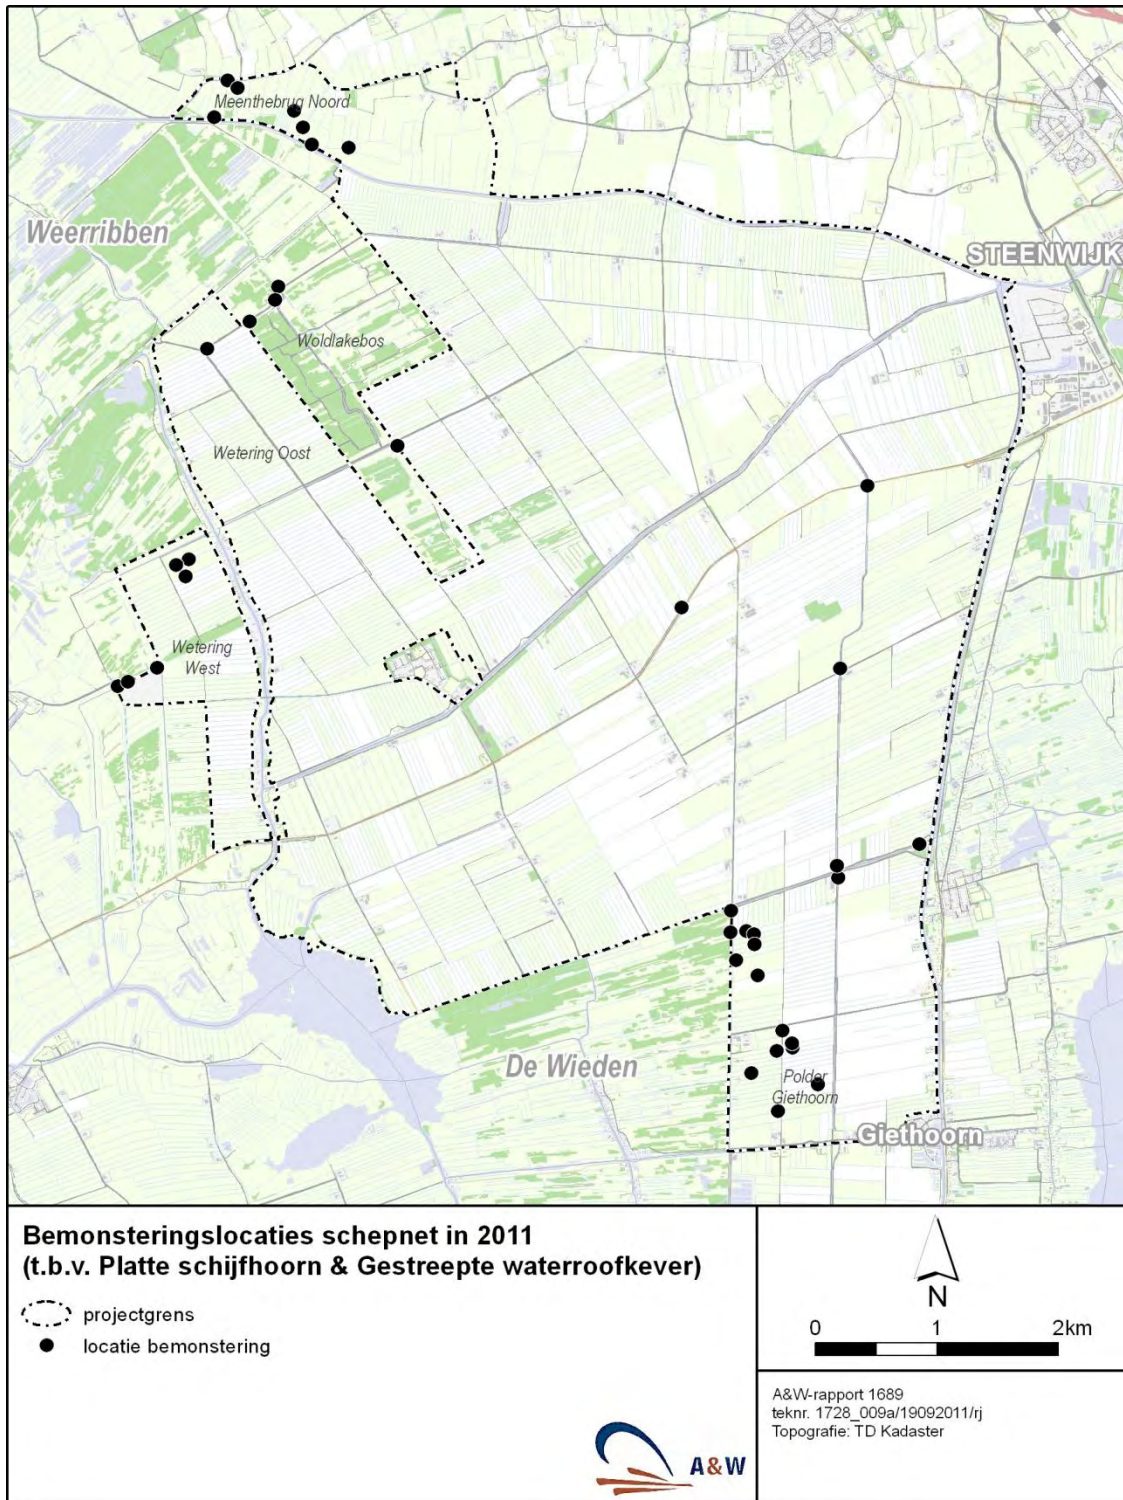 Meenthebrug Noord
Weerribben
STEENWIJK
Woldlakebos
Wetering Oost
Wetering
West
De Wieden
Polder
Giethoorn
Giethoorn
Bemonsteringslocaties schepnet in 2011
(t.b.v. Platte schijfhoorn & Gestreepte waterroofkever)
projectgrens
locatie bemonstering
N
0 1 2km
A&W-rapport 1689
teknr. 1728_009a/19092011/rj
Topografie: TD Kadaster
A&W